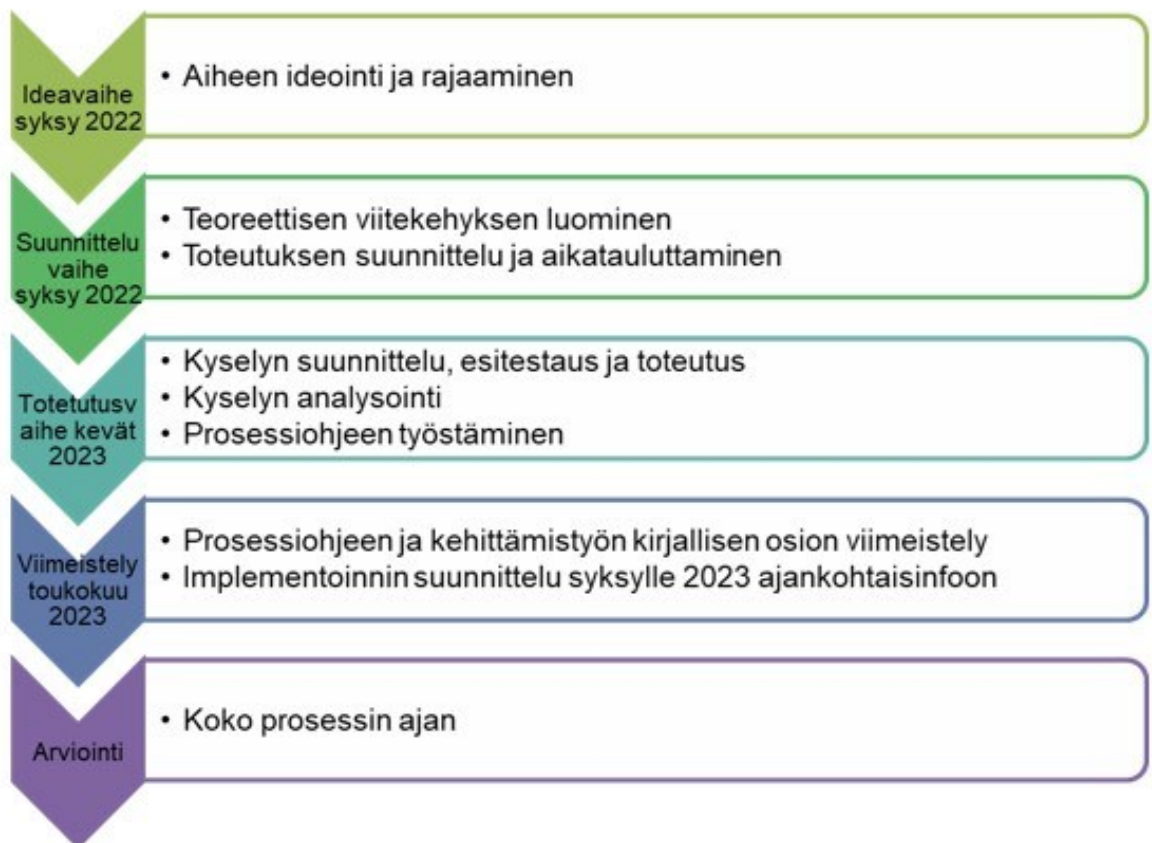 Ideavaihe
syksy 2022
• Aiheen ideointi ja rajaaminen
Suunnittelu
vaihe
syksy 2022
• Teoreettisen viitekehyksen luominen
• Toteutuksen suunnittelu ja aikatauluttaminen
Totetutusv
aihe kevät
2023
• Kyselyn suunnittelu, esitestaus ja toteutus
• Kyselyn analysointi
• Prosessiohjeen työstäminen
Viimeistely
toukokuu
2023
• Prosessiohjeen ja kehittämistyön kirjallisen osion viimeistely
• Implementoinnin suunnittelu syksylle 2023 ajankohtaisinfoon
Arviointi
• Koko prosessin ajan